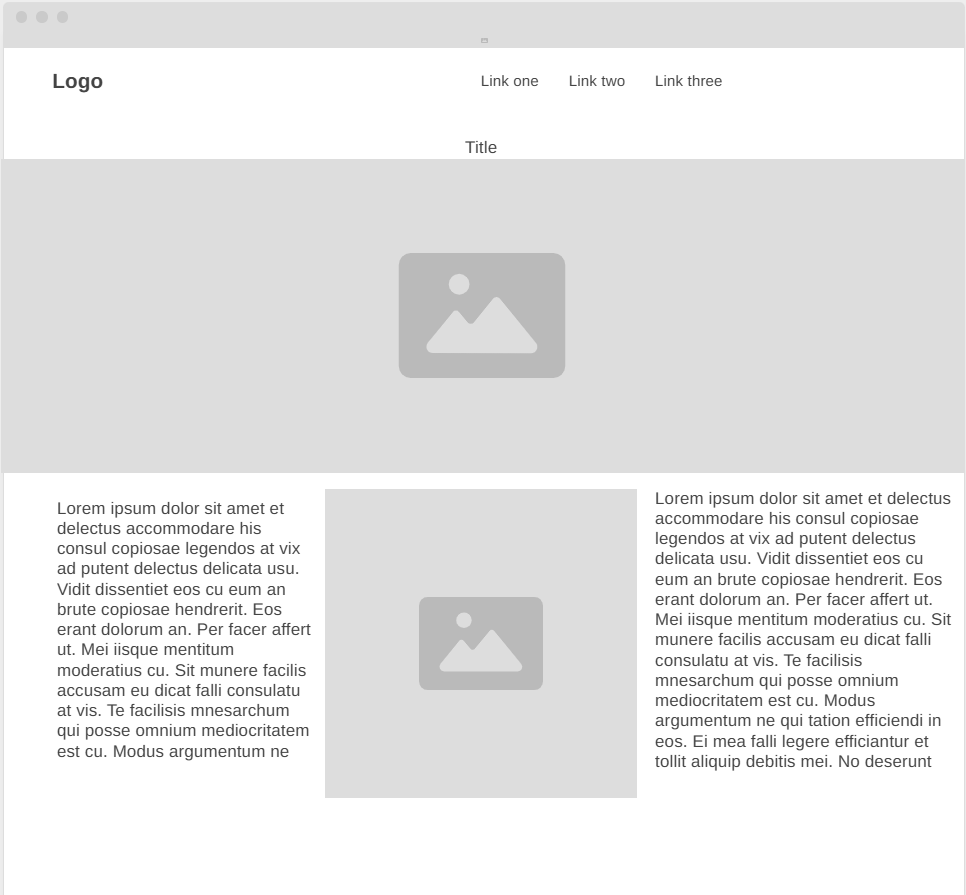 Logo
Link one
Link two
Link three
Title
Lorem ipsum dolor sit amet et
delectus accommodare his
consul copiosae legendos at vix
ad putent delectus delicata usu.
Vidit dissentiet eos cu eum an
brute copiosae hendrerit. Eos
erant dolorum an. Per facer affert
ut. Mei iisque mentitum
moderatius cu. Sit munere facilis
accusam eu dicat falli consulatu
at vis. Te facilisis mnesarchum
qui posse omnium mediocritatem
est cu. Modus argumentum ne
Lorem ipsum dolor sit amet et delectus
accommodare his consul copiosae
legendos at vix ad putent delectus
delicata usu. Vidit dissentiet eos cu
eum an brute copiosae hendrerit. Eos
erant dolorum an. Per facer affert ut.
Mei iisque mentitum moderatius cu. Sit
munere facilis accusam eu dicat falli
consulatu at vis. Te facilisis
mnesarchum qui posse omnium
mediocritatem est cu. Modus
argumentum ne qui tation efficiendi in
eos. Ei mea falli legere efficiantur et
tollit aliquip debitis mei. No deserunt